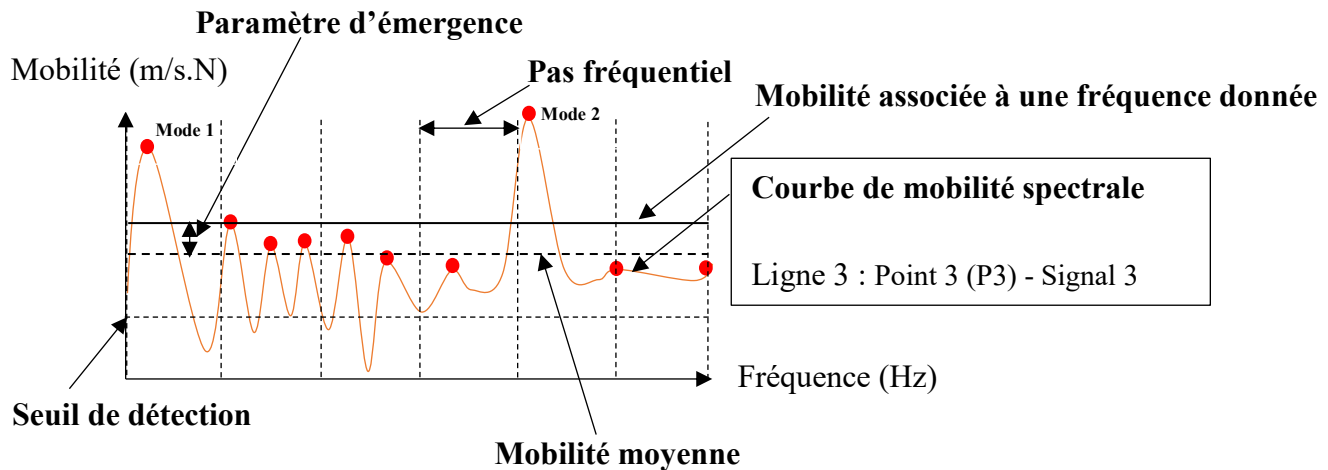 Paramètre d’émergence
Mobilité (m/s.N)
Pas fréquentiel
Mobilité associée à une fréquence donnée
Mode 1
Mode 2
Courbe de mobilité spectrale
Ligne 3 : Point 3 (P3) - Signal 3
Fréquence (Hz)
Seuil de détection
Mobilité moyenne